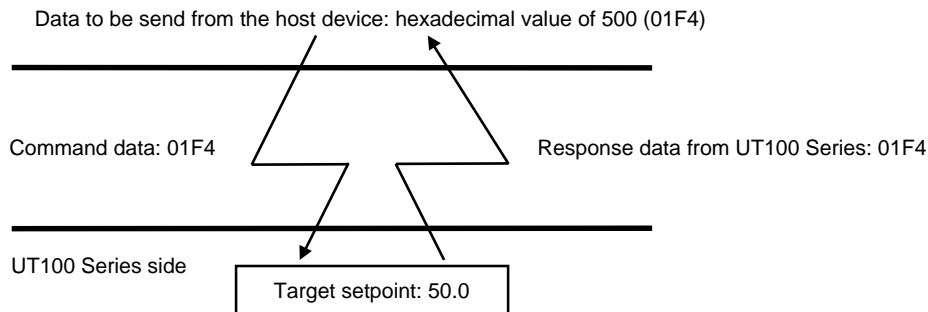 Data to be send from the host device: hexadecimal value of 500 (01F4)
Command data: 01F4
Response data from UT100 Series: 01F4
UT100 Series side
Target setpoint: 50.0